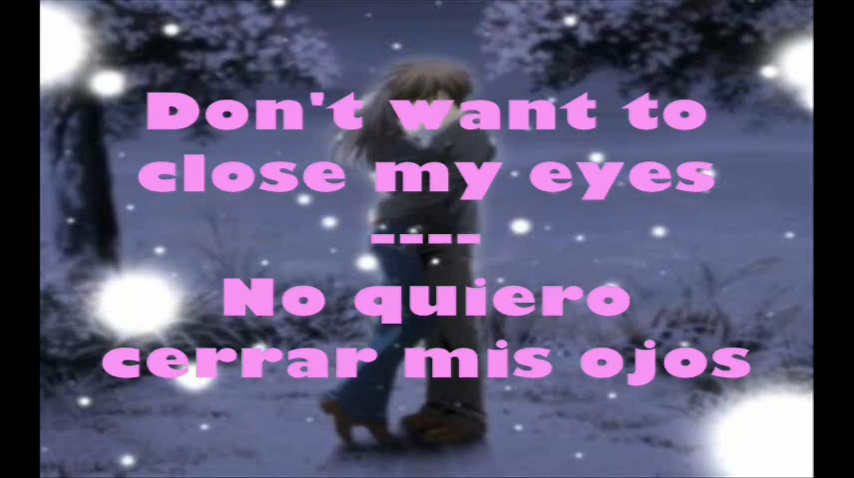 Don't want to
close my eyes
----
No quiero
cerrar mis ojos